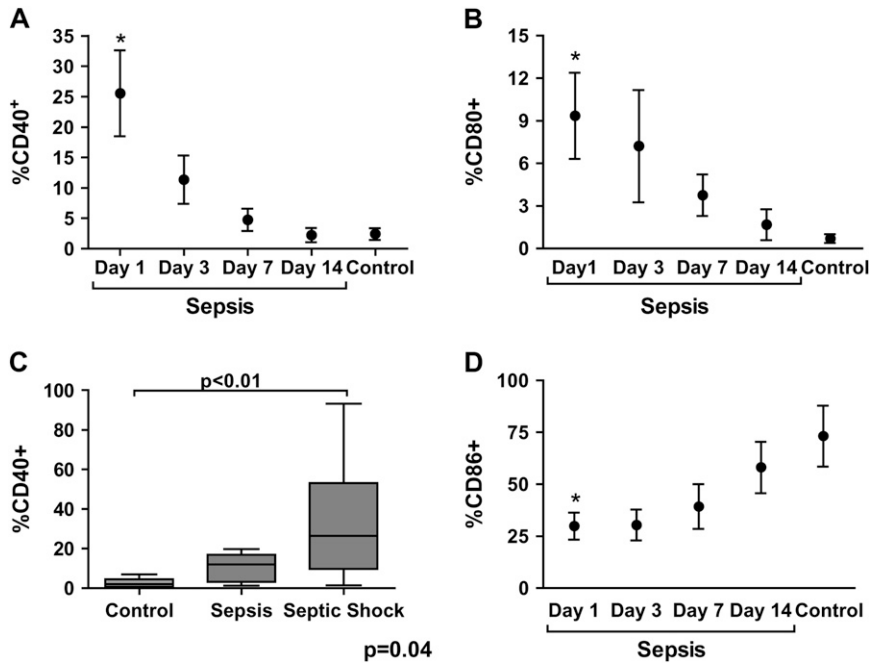 A
%CD40+
35
30
25
20
15
10
5
0
*
Day 1 Day 3 Day 7 Day 14 Control
Sepsis
B
%CD80+
15
12
9
6
3
0
*
Day1 Day 3 Day 7 Day 14 Control
Sepsis
C
%CD40+
100
80
60
40
20
0
p<0.01
Control Sepsis Septic Shock
p=0.04
D
%CD86+
100
75
50
25
0
*
Day 1 Day 3 Day 7 Day 14 Control
Sepsis